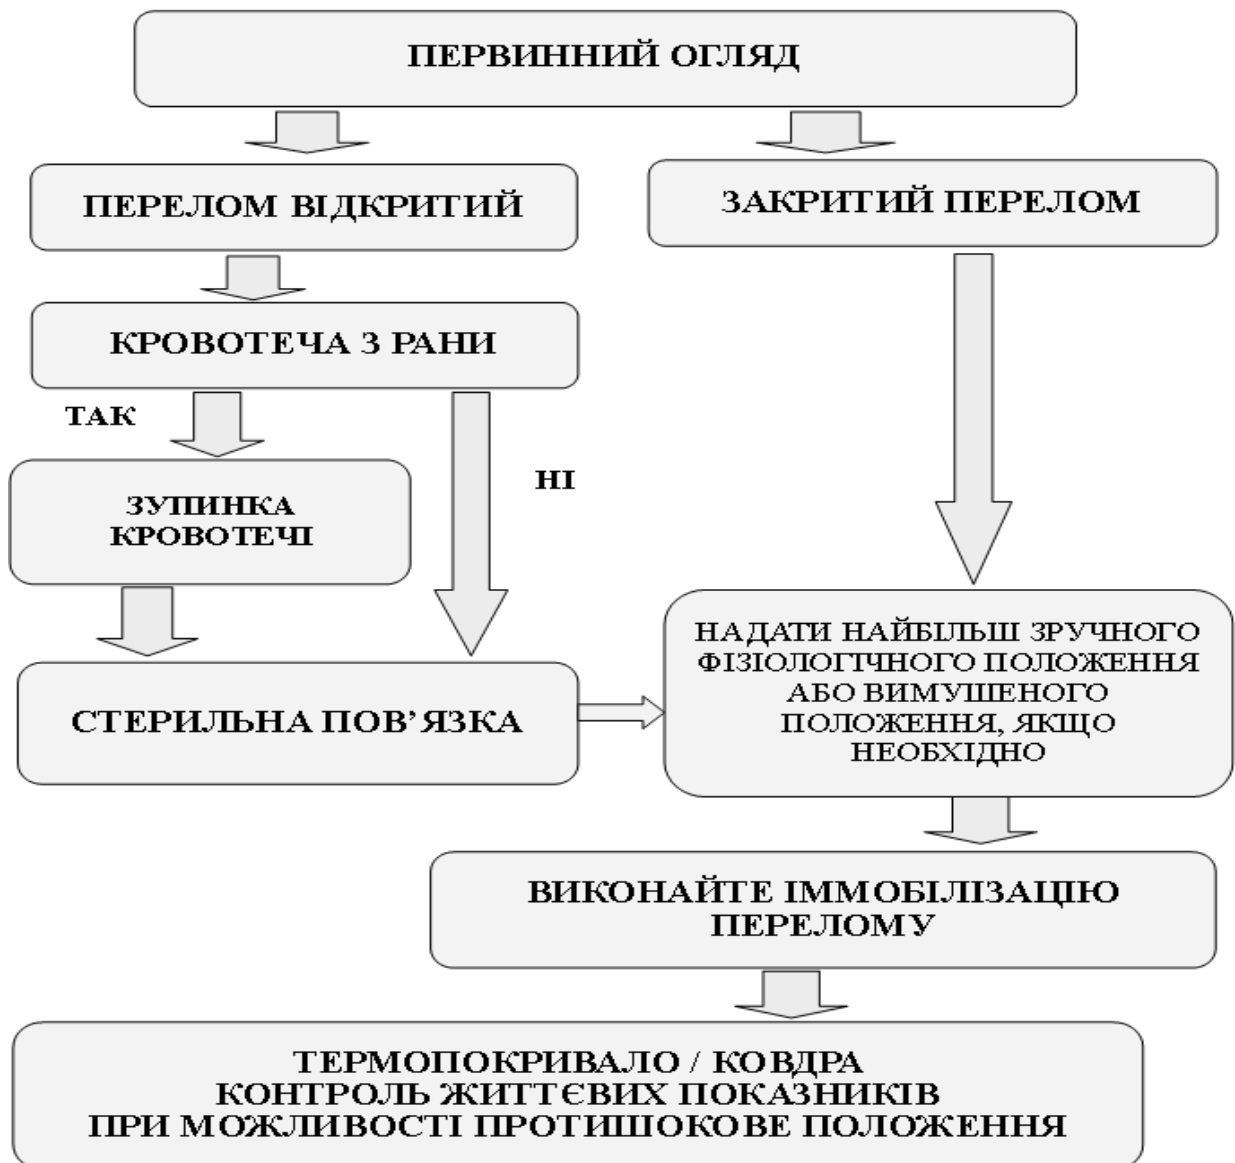 ПЕРВИННИЙ ОГЛЯД
ПЕРЕЛОМ ВІДКРИТИЙ
ЗАКРИТИЙ ПЕРЕЛОМ
КРОВОТЕЧА З РАНИ
ТАК
НІ
ЗУПИНКА
КРОВОТЕЧІ
СТЕРИЛЬНА ПОВ’ЯЗКА
НАДАТИ НАЙБІЛЬШ ЗРУЧНОГО
ФІЗІОЛОГІЧНОГО ПОЛОЖЕННЯ
АБО ВИМУШЕНОГО
ПОЛОЖЕННЯ, ЯКЩО
НЕОБХІДНО
ВИКОНАЙТЕ ІММОБІЛІЗАЦІЮ
ПЕРЕЛОМУ
ТЕРМОПОКРИВАЛО / КОВДРА
КОНТРОЛЬ ЖИТТЄВИХ ПОКАЗНИКІВ
ПРИ МОЖЛИВОСТІ ПРОТИШОКОВЕ ПОЛОЖЕННЯ